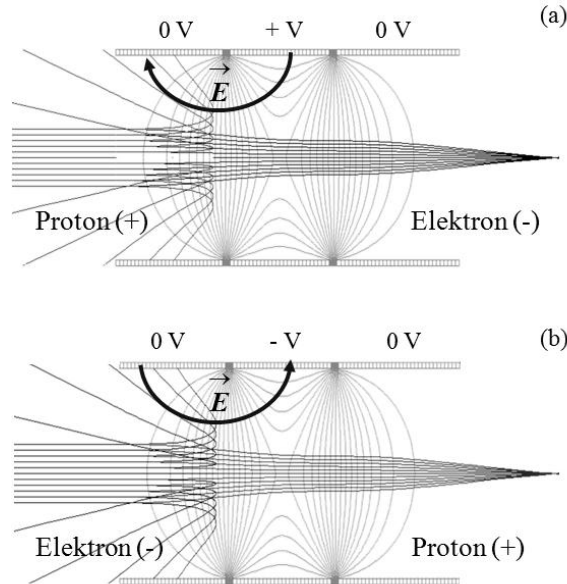 0 V + V 0 V (a)
E
Proton (+) Elektron (-)
0 V - V 0 V (b)
E
Elektron (-) Proton (+)